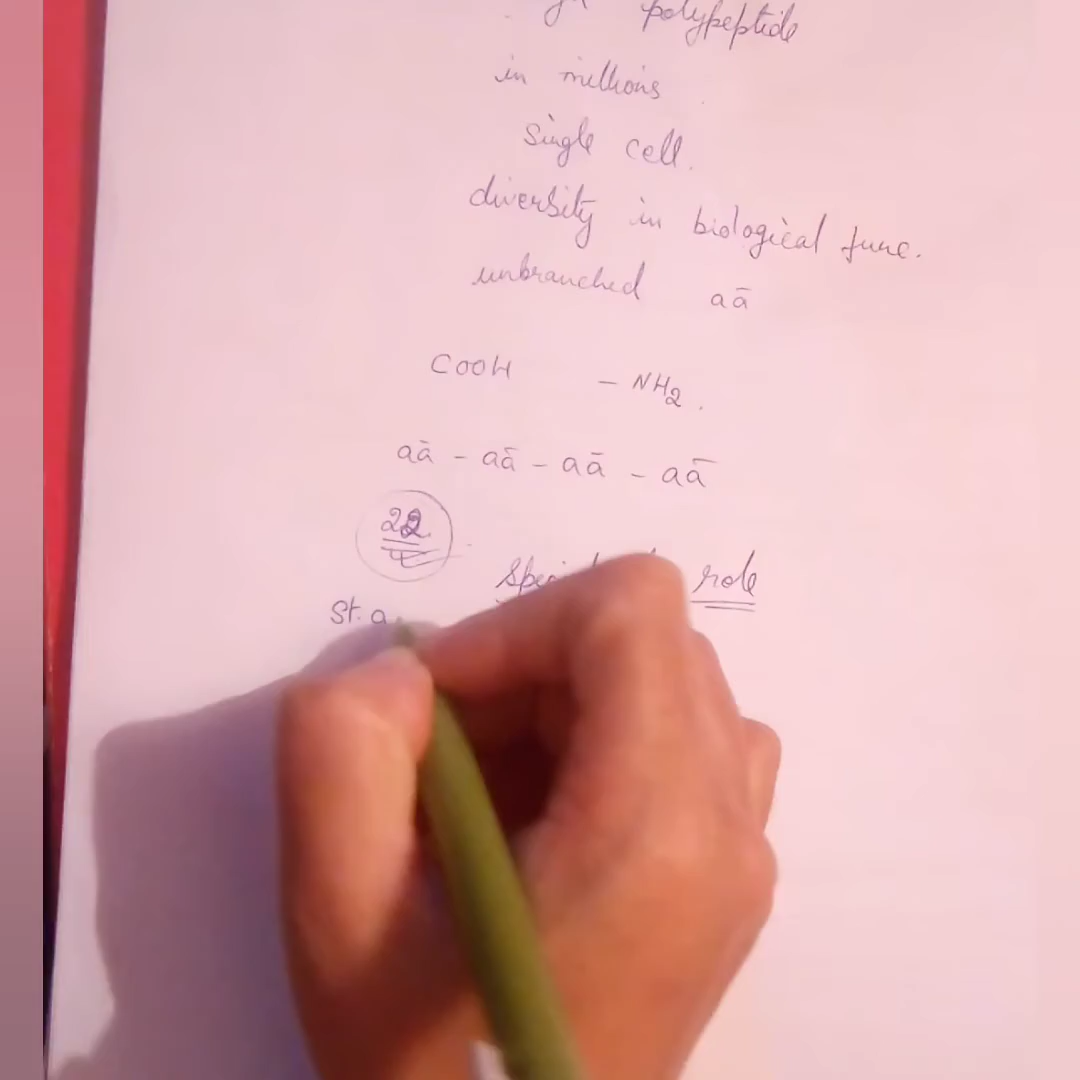 polypeptide
in millions.
single cell.
diversity in biological func.
unbranched aā
COOH - NH2.
aā - aā - aā - aā
22
role
St. a